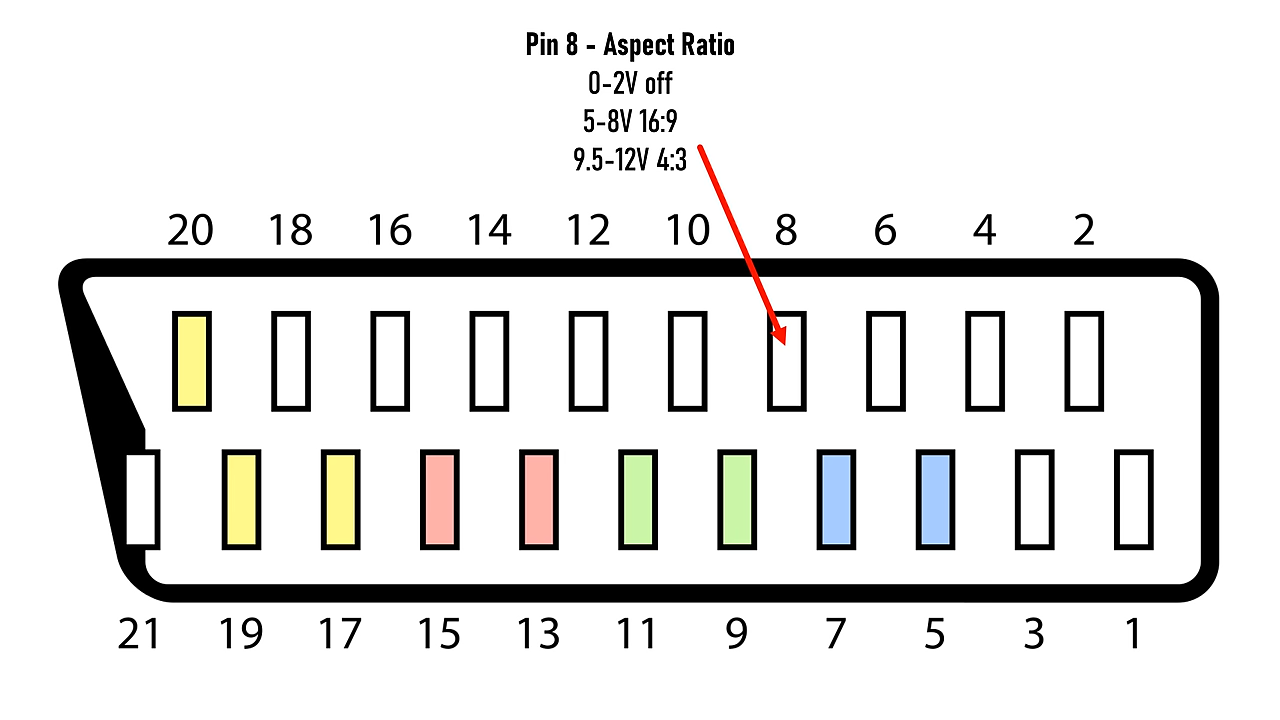 Pin 8 - Aspect Ratio
0-2V off
5-8V 16:9
9.5-12V 4:3
20 18 16 14 12 10 8 6 4 2
21 19 17 15 13 11 9 7 5 3 1